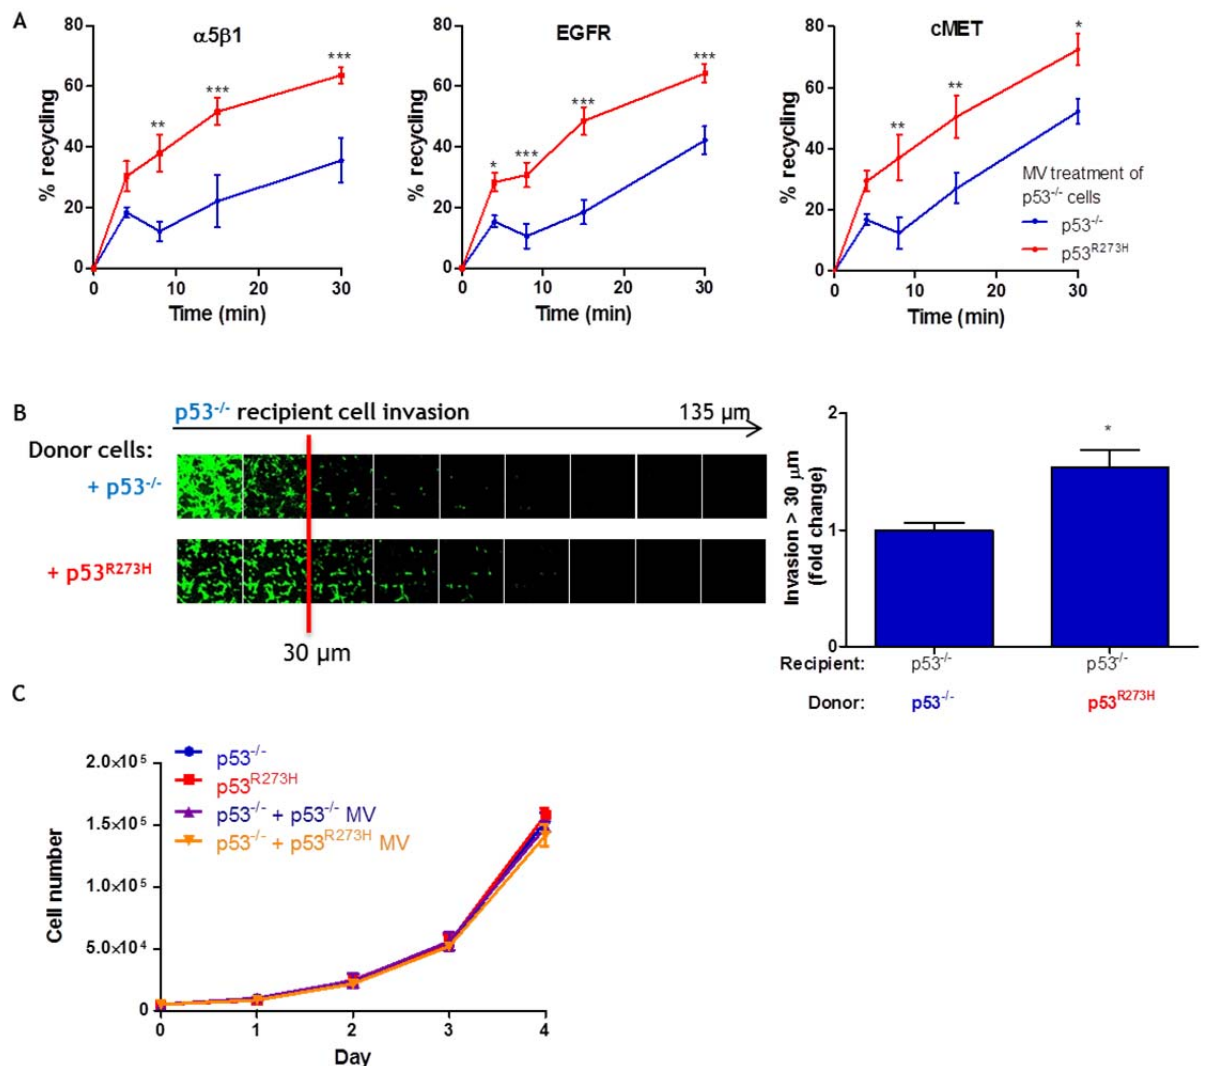 A
α5β1
EGFR
cMET
80
60
40
20
0
% recycling
**
***
***
0
10
20
30
Time (min)
80
60
40
20
0
% recycling
*
***
***
***
0
10
20
30
Time (min)
80
60
40
20
0
% recycling
**
**
*
0
10
20
30
Time (min)
MV treatment of
p53-/- cells
p53-/-
p53R273H
B
p53-/- recipient cell invasion
135 µm
Donor cells:
+ p53-/-
+ p53R273H
30 µm
2
1
0
Invasion > 30 µm
(fold change)
*
Recipient: p53-/- p53-/-
Donor: p53-/- p53R273H
C
p53-/-
p53R273H
p53-/- + p53-/- MV
p53-/- + p53R273H MV
2.0×105
1.5×105
1.0×105
5.0×104
0
Cell number
0
1
2
3
4
Day